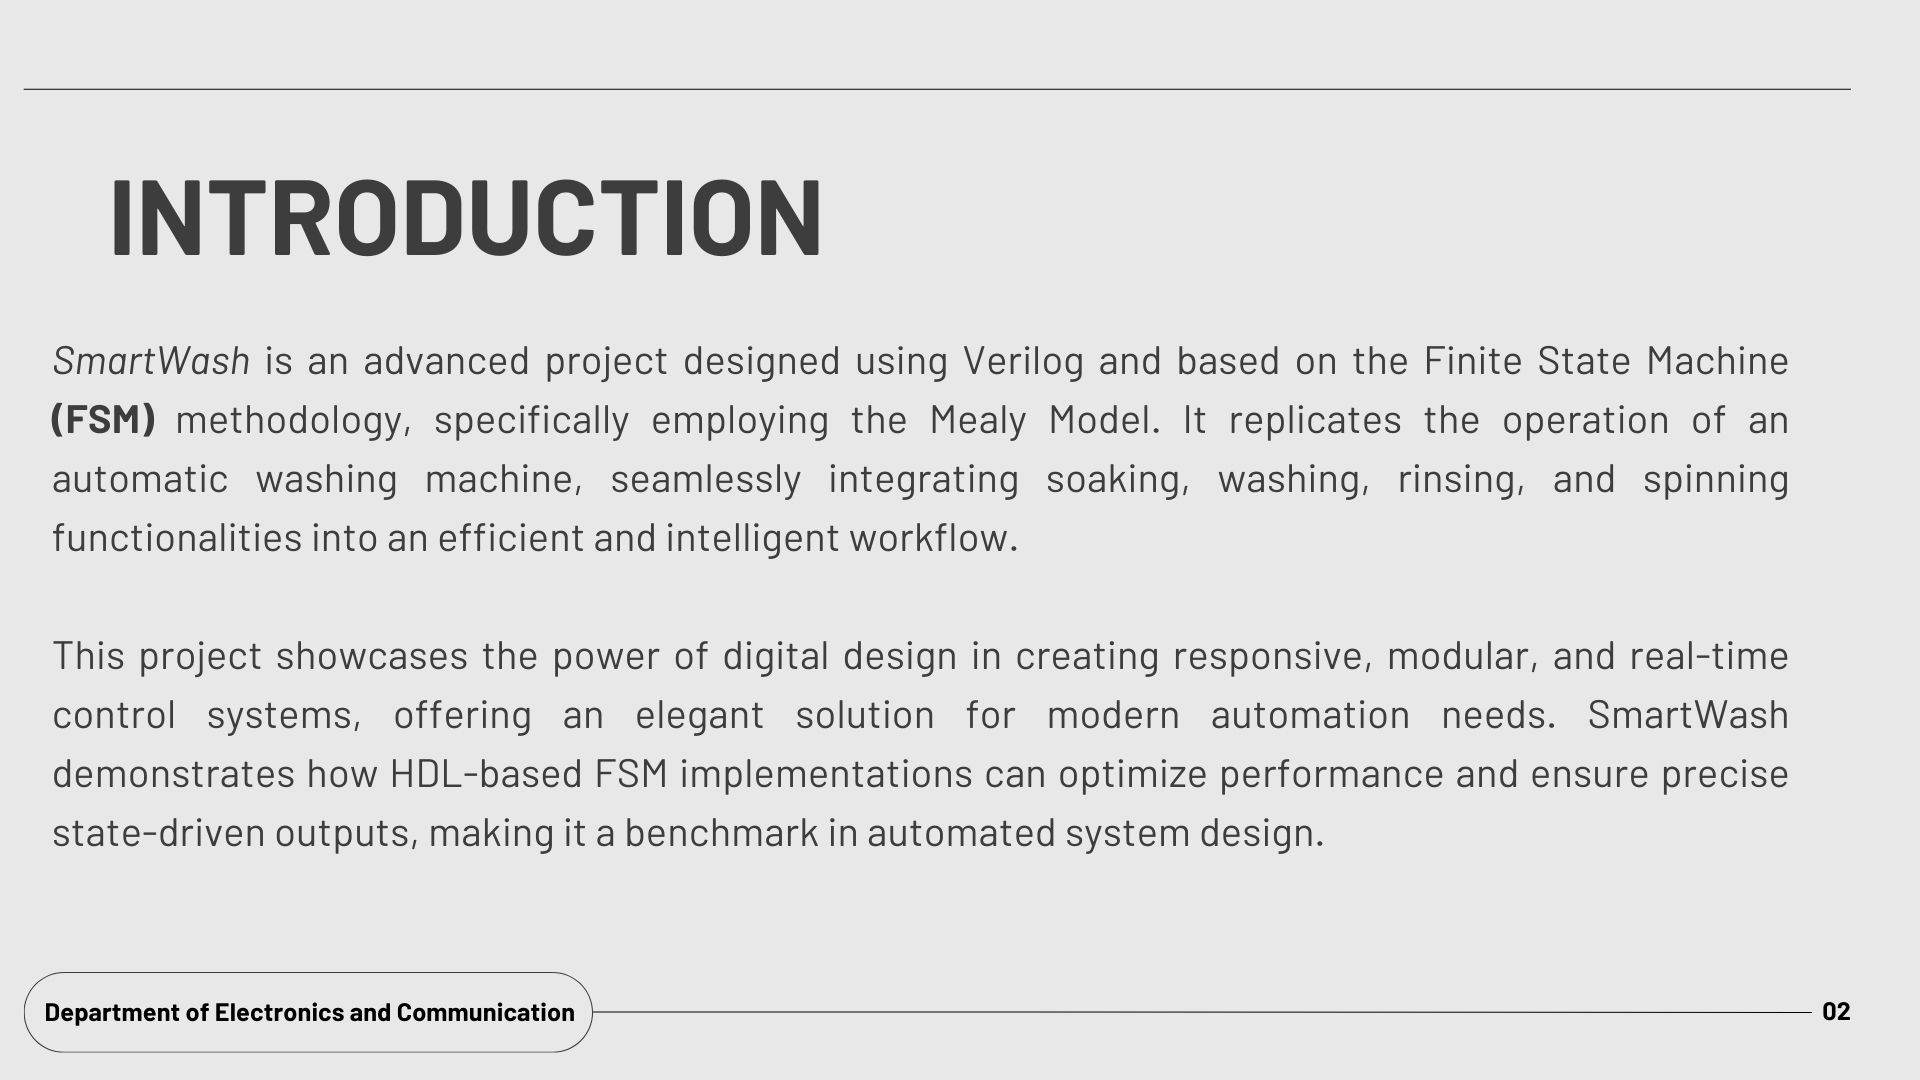 INTRODUCTION
SmartWash is an advanced project designed using Verilog and based on the Finite State Machine
(FSM) methodology, specifically employing the Mealy Model. It replicates the operation of an
automatic washing machine, seamlessly integrating soaking, washing, rinsing, and spinning
functionalities into an efficient and intelligent workflow.
This project showcases the power of digital design in creating responsive, modular, and real-time
control systems, offering an elegant solution for modern automation needs. SmartWash
demonstrates how HDL-based FSM implementations can optimize performance and ensure precise
state-driven outputs, making it a benchmark in automated system design.
Department of Electronics and Communication
02